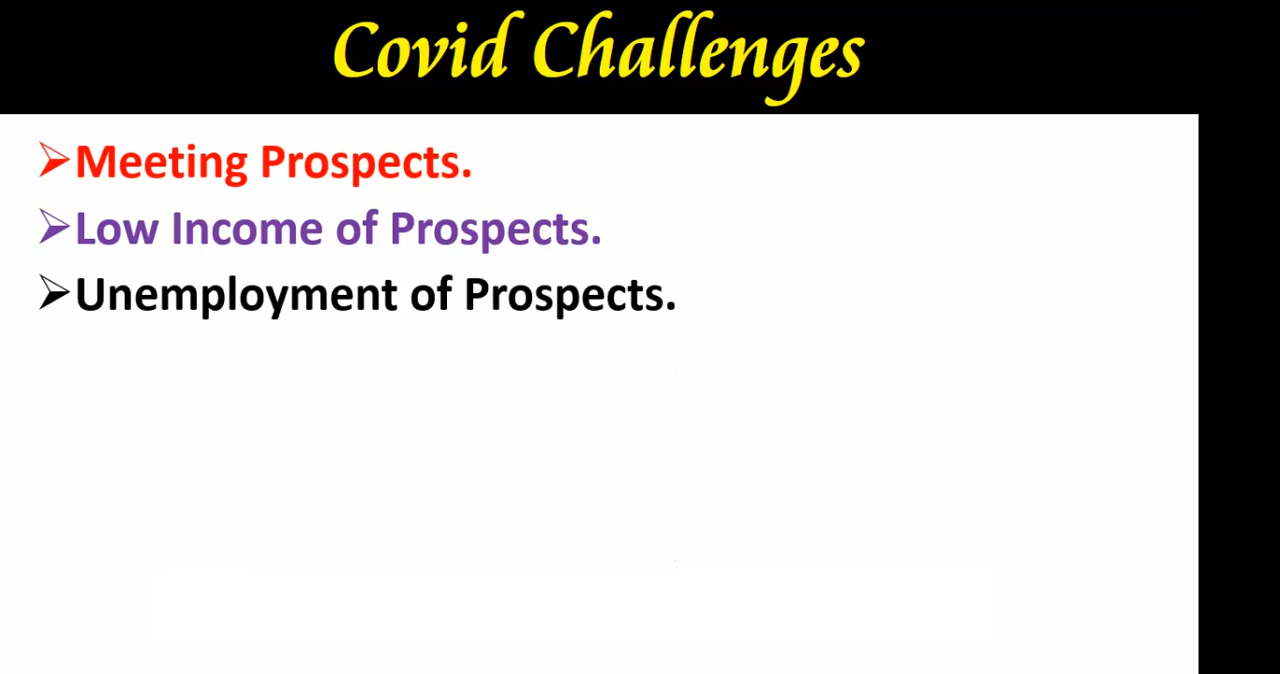 Covid Challenges
➢Meeting Prospects.
➢Low Income of Prospects.
➢Unemployment of Prospects.